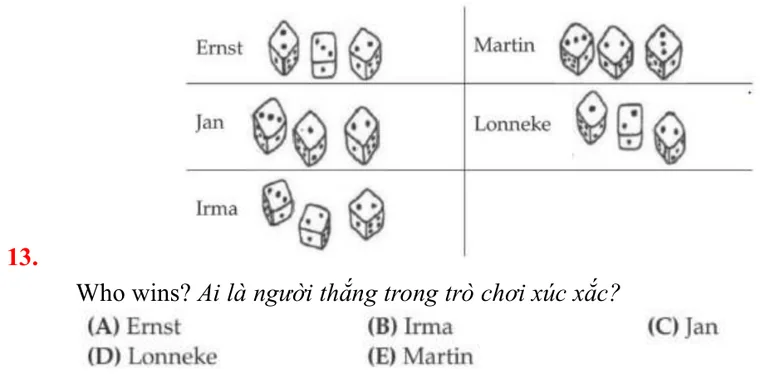 Ernst Martin
Jan Lonneke
Irma
13.
Who wins? Ai là người thắng trong trò chơi xúc xắc?
(A) Ernst (B) Irma (C) Jan
(D) Lonneke (E) Martin